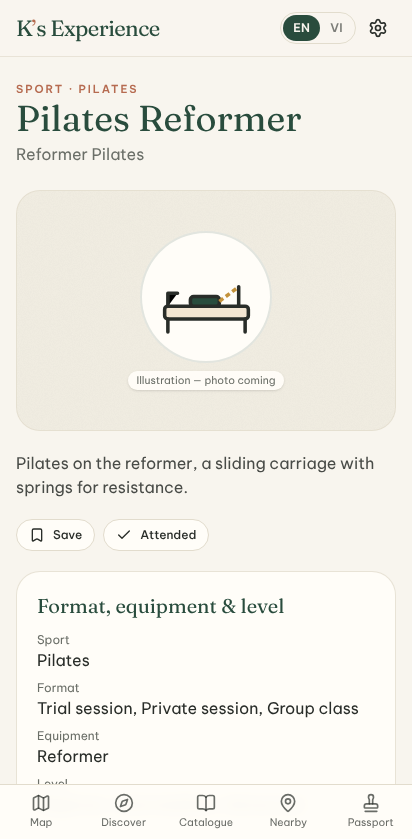 K's Experience
EN VI
SPORT · PILATES
Pilates Reformer
Reformer Pilates
Illustration — photo coming
Pilates on the reformer, a sliding carriage with
springs for resistance.
Save Attended
Format, equipment & level
Sport
Pilates
Format
Trial session, Private session, Group class
Equipment
Reformer
Level
Map Discover Catalogue Nearby Passport